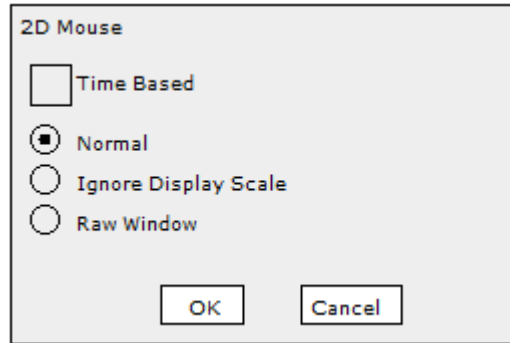 2D Mouse
Time Based
Normal
Ignore Display Scale
Raw Window
OK Cancel